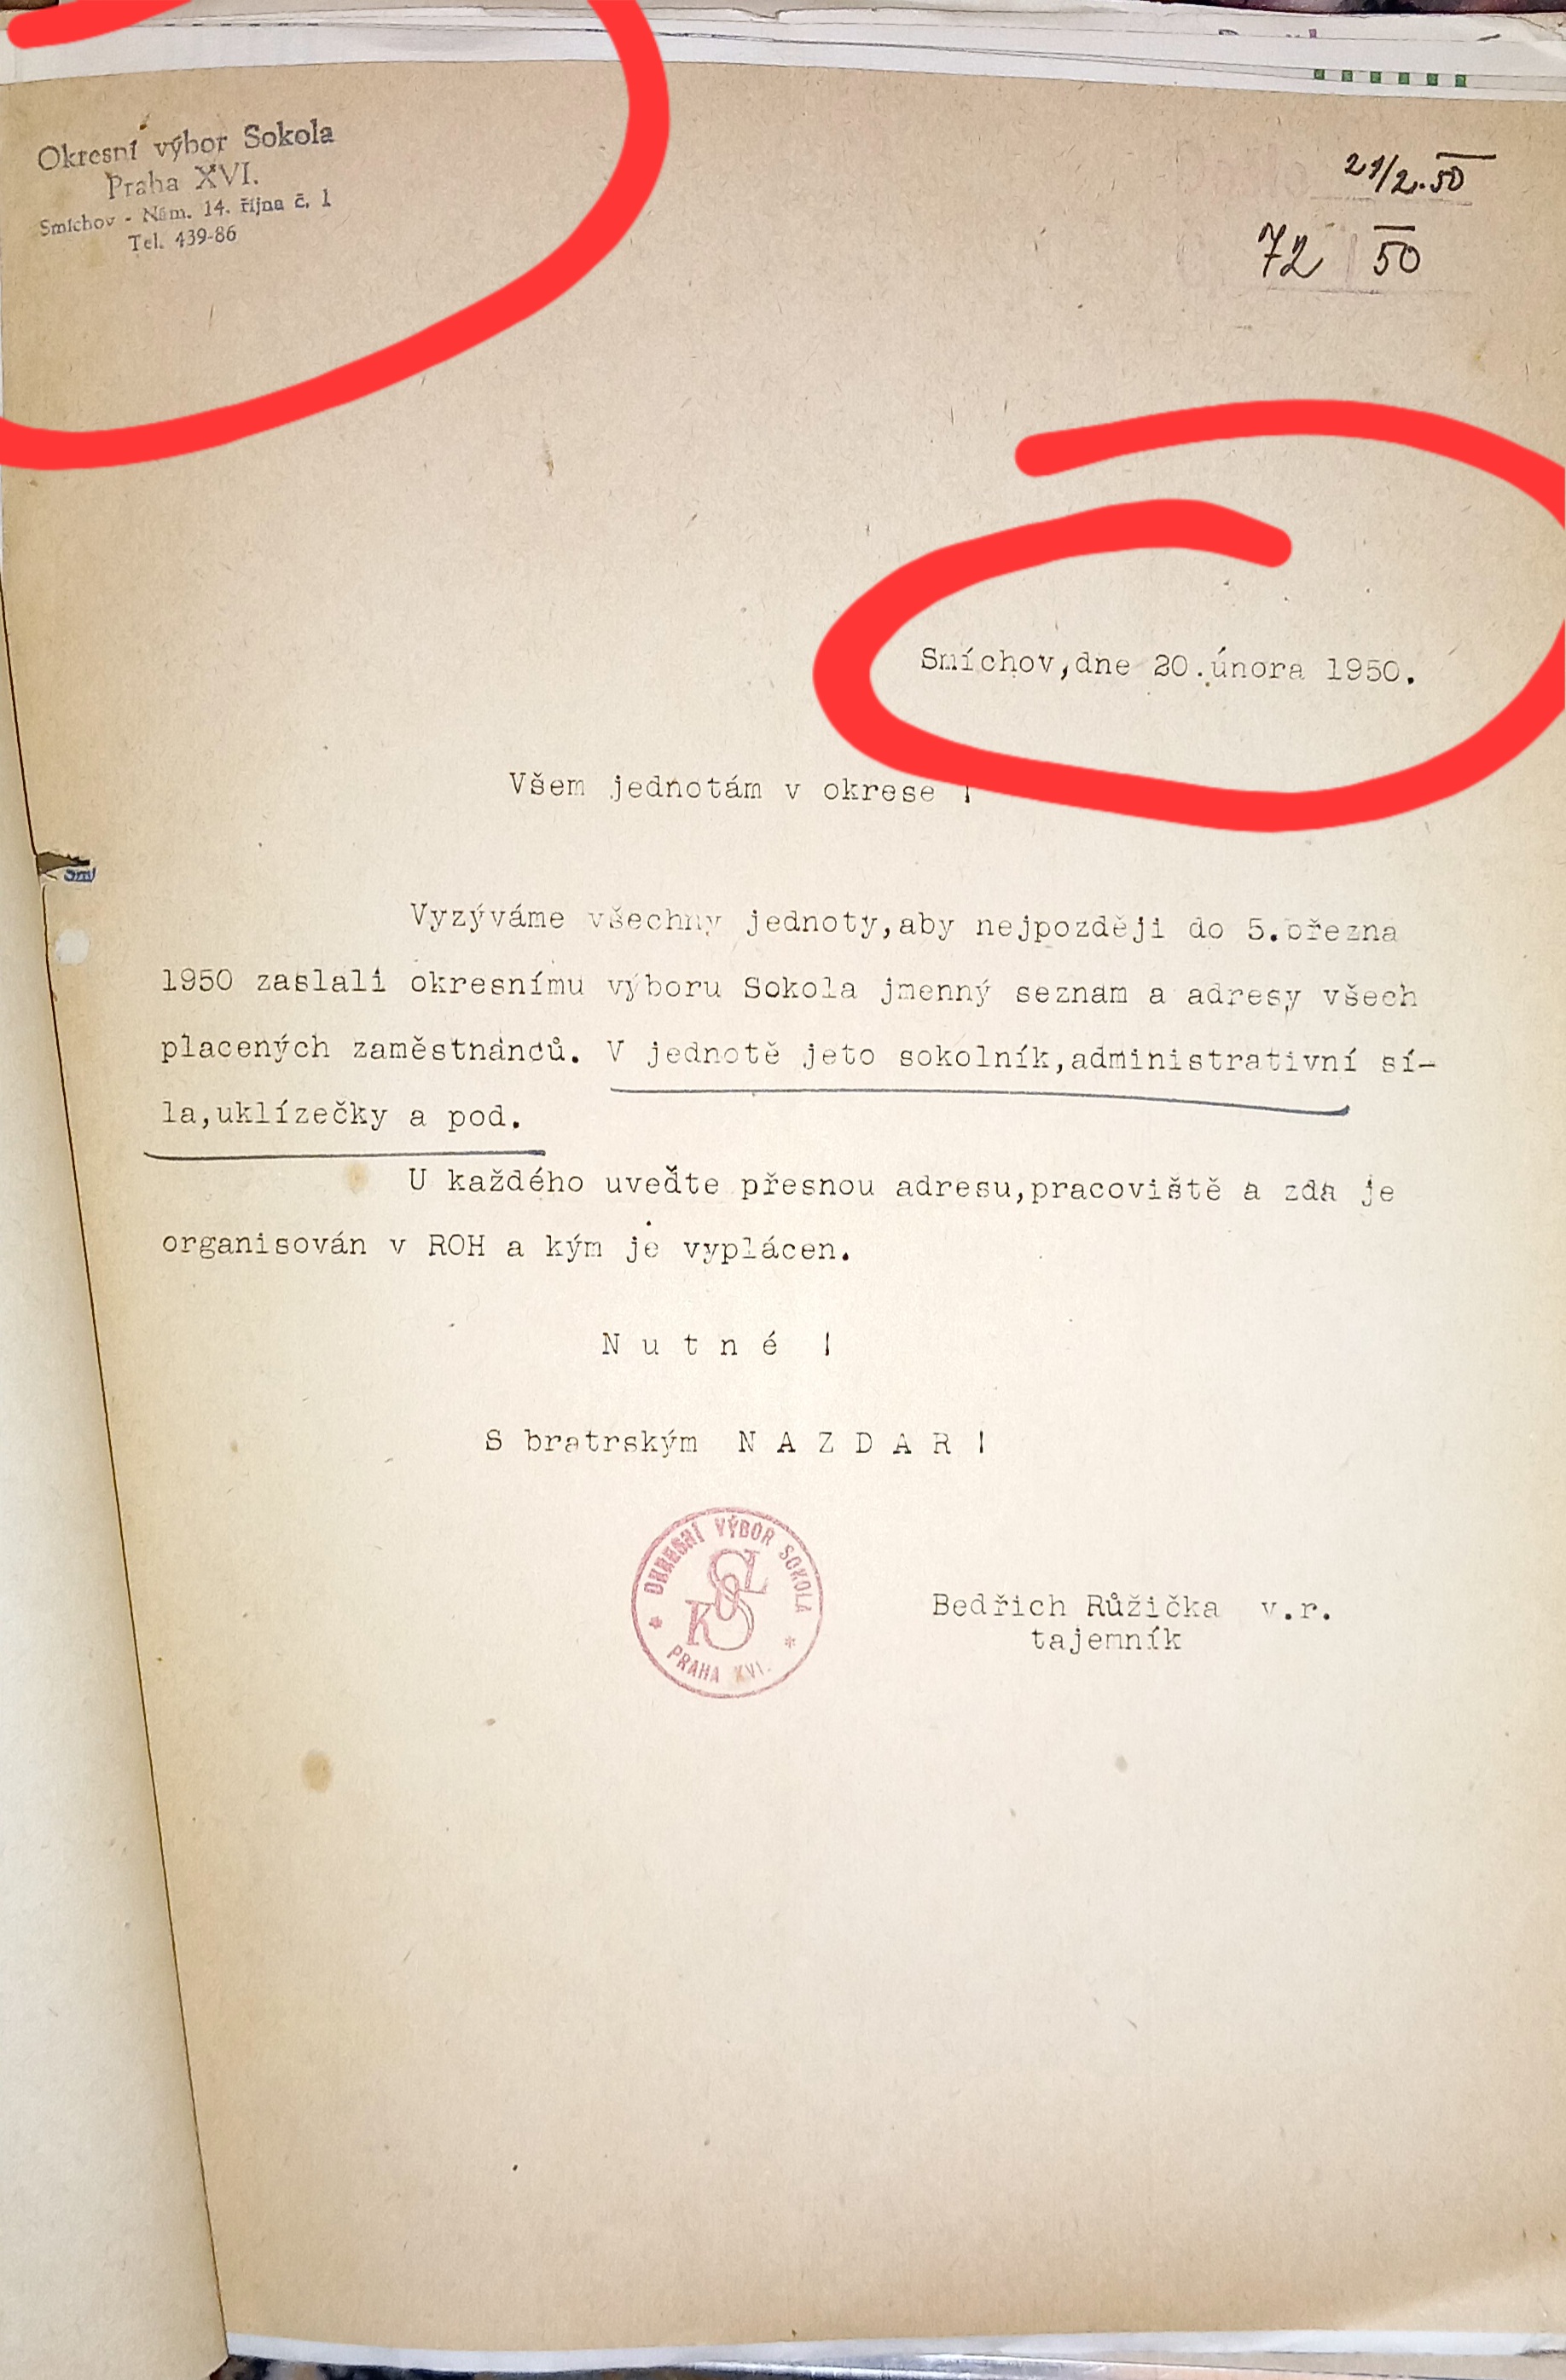 Okresní výbor Sokola
Praha XVI.
Smíchov - Nám. 14. října č. 1
Tel. 439-86
21/2.50
72 50
Smíchov,dne 20.února 1950.
Všem jednotám v okrese !
Vyzýváme všechny jednoty,aby nejpozději do 5.března
1950 zaslali okresnímu výboru Sokola jmenný seznam a adresy všech
placených zaměstnanců. V jednotě jeto sokolník,administrativní sí-
la,uklízečky a pod.
U každého uveďte přesnou adresu,pracoviště a zda je
organisován v ROH a kým je vyplácen.
N u t n é !
S bratrským N A Z D A R !
OKRESNÍ VÝBOR SOKOLA
SOKOL
PRAHA XVI.
Bedřich Růžička v.r.
tajemník